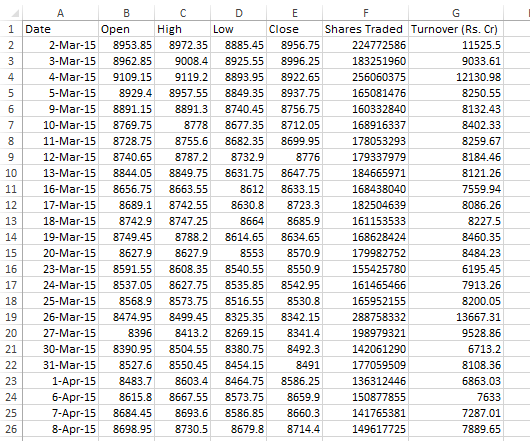 A B C D E F G
1 Date Open High Low Close Shares Traded Turnover (Rs. Cr)
2 2-Mar-15 8953.85 8972.35 8885.45 8956.75 224772586 11525.5
3 3-Mar-15 8962.85 9008.4 8925.55 8996.25 183251960 9033.61
4 4-Mar-15 9109.15 9119.2 8893.95 8922.65 256060375 12130.98
5 5-Mar-15 8929.4 8957.55 8849.35 8937.75 165081476 8250.55
6 9-Mar-15 8891.15 8891.3 8740.45 8756.75 160332840 8132.43
7 10-Mar-15 8769.75 8778 8677.35 8712.05 168916337 8402.33
8 11-Mar-15 8728.75 8755.6 8682.35 8699.95 178053293 8259.67
9 12-Mar-15 8740.65 8787.2 8732.9 8776 179337979 8184.46
10 13-Mar-15 8844.05 8849.75 8631.75 8647.75 184665971 8121.26
11 16-Mar-15 8656.75 8663.55 8612 8633.15 168438040 7559.94
12 17-Mar-15 8689.1 8742.55 8630.8 8723.3 182504639 8086.26
13 18-Mar-15 8742.9 8747.25 8664 8685.9 161153533 8227.5
14 19-Mar-15 8749.45 8788.2 8614.65 8634.65 168628424 8460.35
15 20-Mar-15 8627.9 8627.9 8553 8570.9 179982752 8484.23
16 23-Mar-15 8591.55 8608.35 8540.55 8550.9 155425780 6195.45
17 24-Mar-15 8537.05 8627.75 8535.85 8542.95 161465466 7913.26
18 25-Mar-15 8568.9 8573.75 8516.55 8530.8 165952155 8200.05
19 26-Mar-15 8474.95 8499.45 8325.35 8342.15 288758332 13667.31
20 27-Mar-15 8396 8413.2 8269.15 8341.4 198979321 9528.86
21 30-Mar-15 8390.95 8504.55 8380.75 8492.3 142061290 6713.2
22 31-Mar-15 8527.6 8550.45 8454.15 8491 177059509 8108.36
23 1-Apr-15 8483.7 8603.4 8464.75 8586.25 136312446 6863.03
24 6-Apr-15 8615.8 8667.55 8573.75 8659.9 150877855 7633
25 7-Apr-15 8684.45 8693.6 8586.85 8660.3 141765381 7287.01
26 8-Apr-15 8698.95 8730.5 8679.8 8714.4 149617725 7889.65